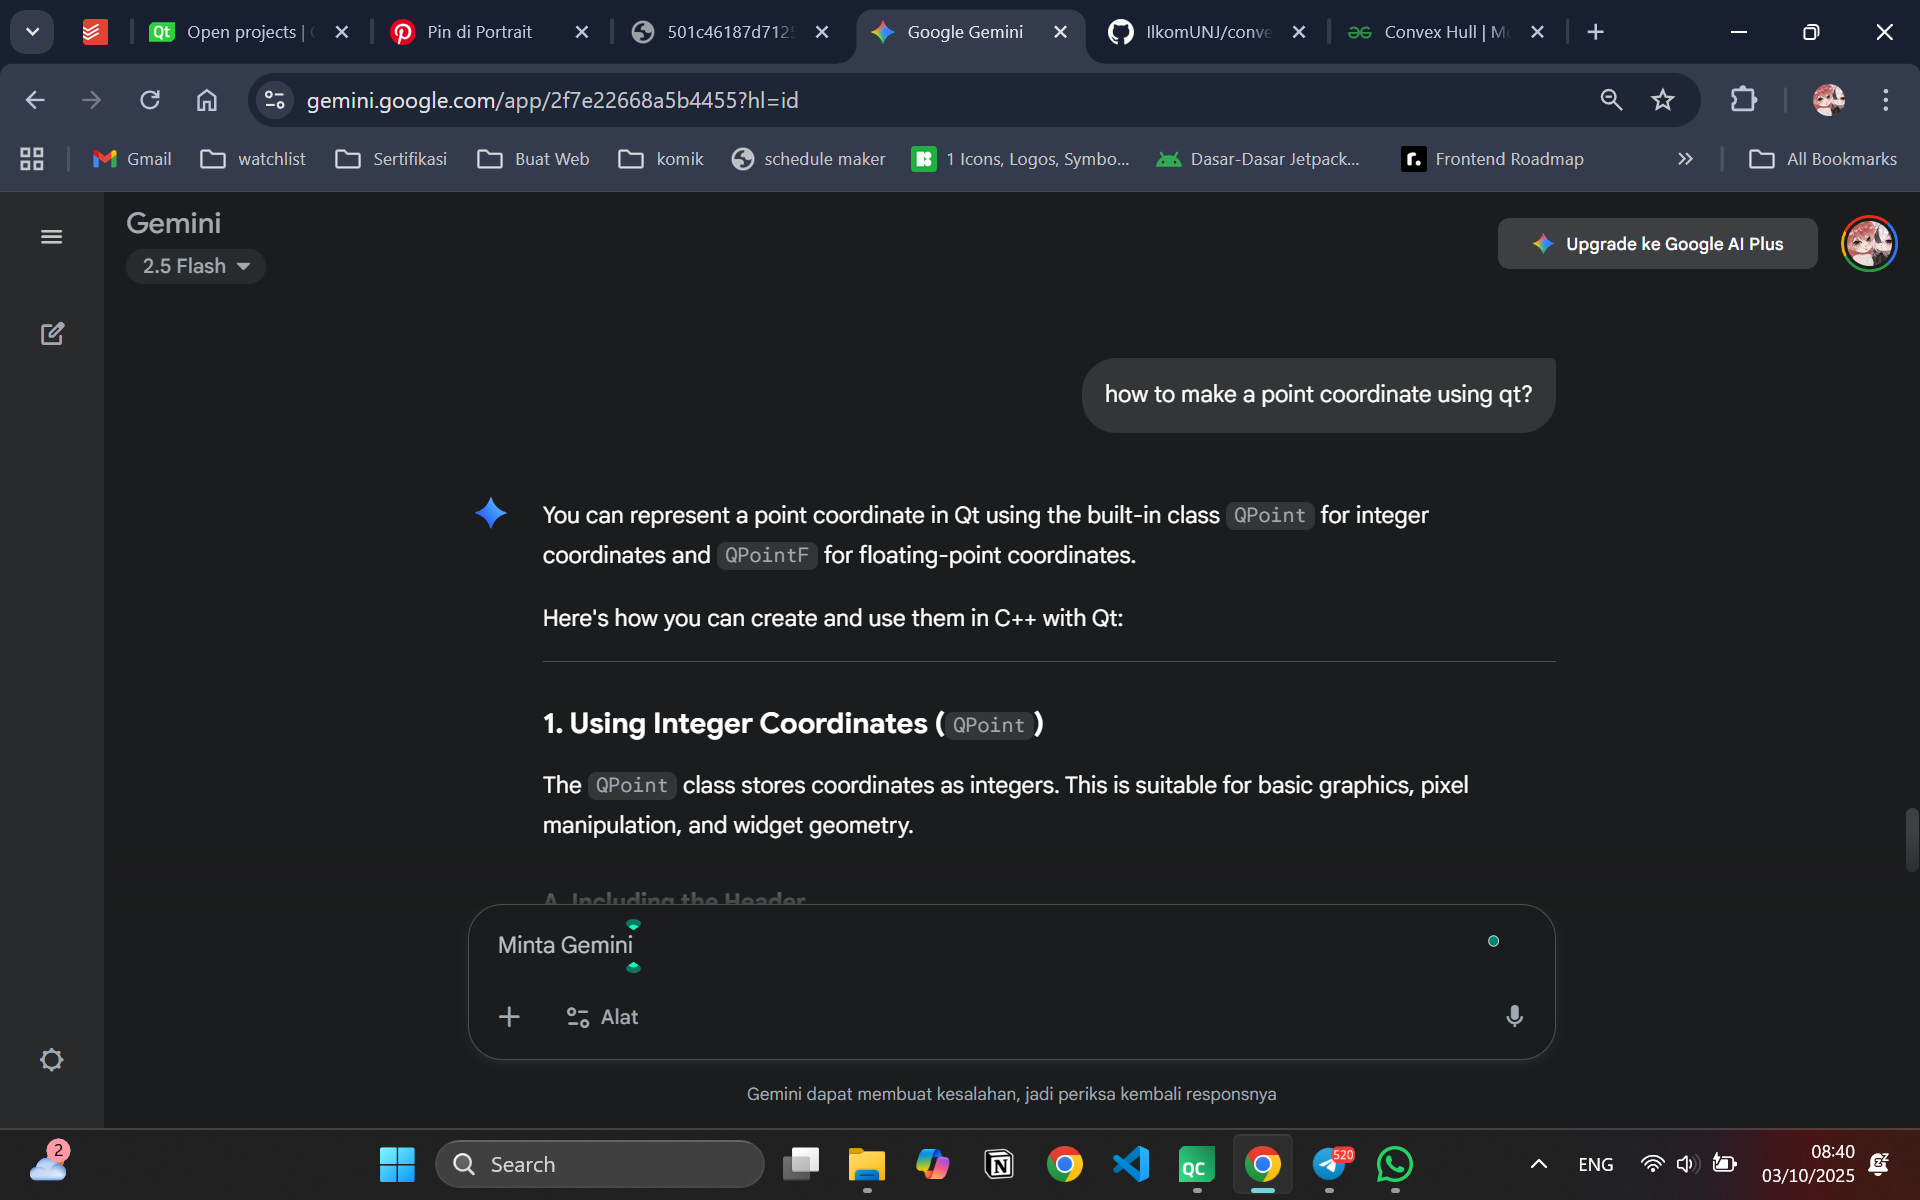 Open projects |
Pin di Portrait
501c46187d7125
Google Gemini
IlkomUNJ/conve
Convex Hull | Mo
gemini.google.com/app/2f7e22668a5b4455?hl=id
Gmail
watchlist
Sertifikasi
Buat Web
komik
schedule maker
1 Icons, Logos, Symbo...
Dasar-Dasar Jetpack...
Frontend Roadmap
All Bookmarks
Gemini
2.5 Flash
Upgrade ke Google AI Plus
how to make a point coordinate using qt?
You can represent a point coordinate in Qt using the built-in class QPoint for integer
coordinates and QPointF for floating-point coordinates.
Here's how you can create and use them in C++ with Qt:
1. Using Integer Coordinates (QPoint)
The QPoint class stores coordinates as integers. This is suitable for basic graphics, pixel
manipulation, and widget geometry.
A. Including the Header
Minta Gemini
Alat
Gemini dapat membuat kesalahan, jadi periksa kembali responsnya
2
Search
QC
520
ENG
08:40
03/10/2025